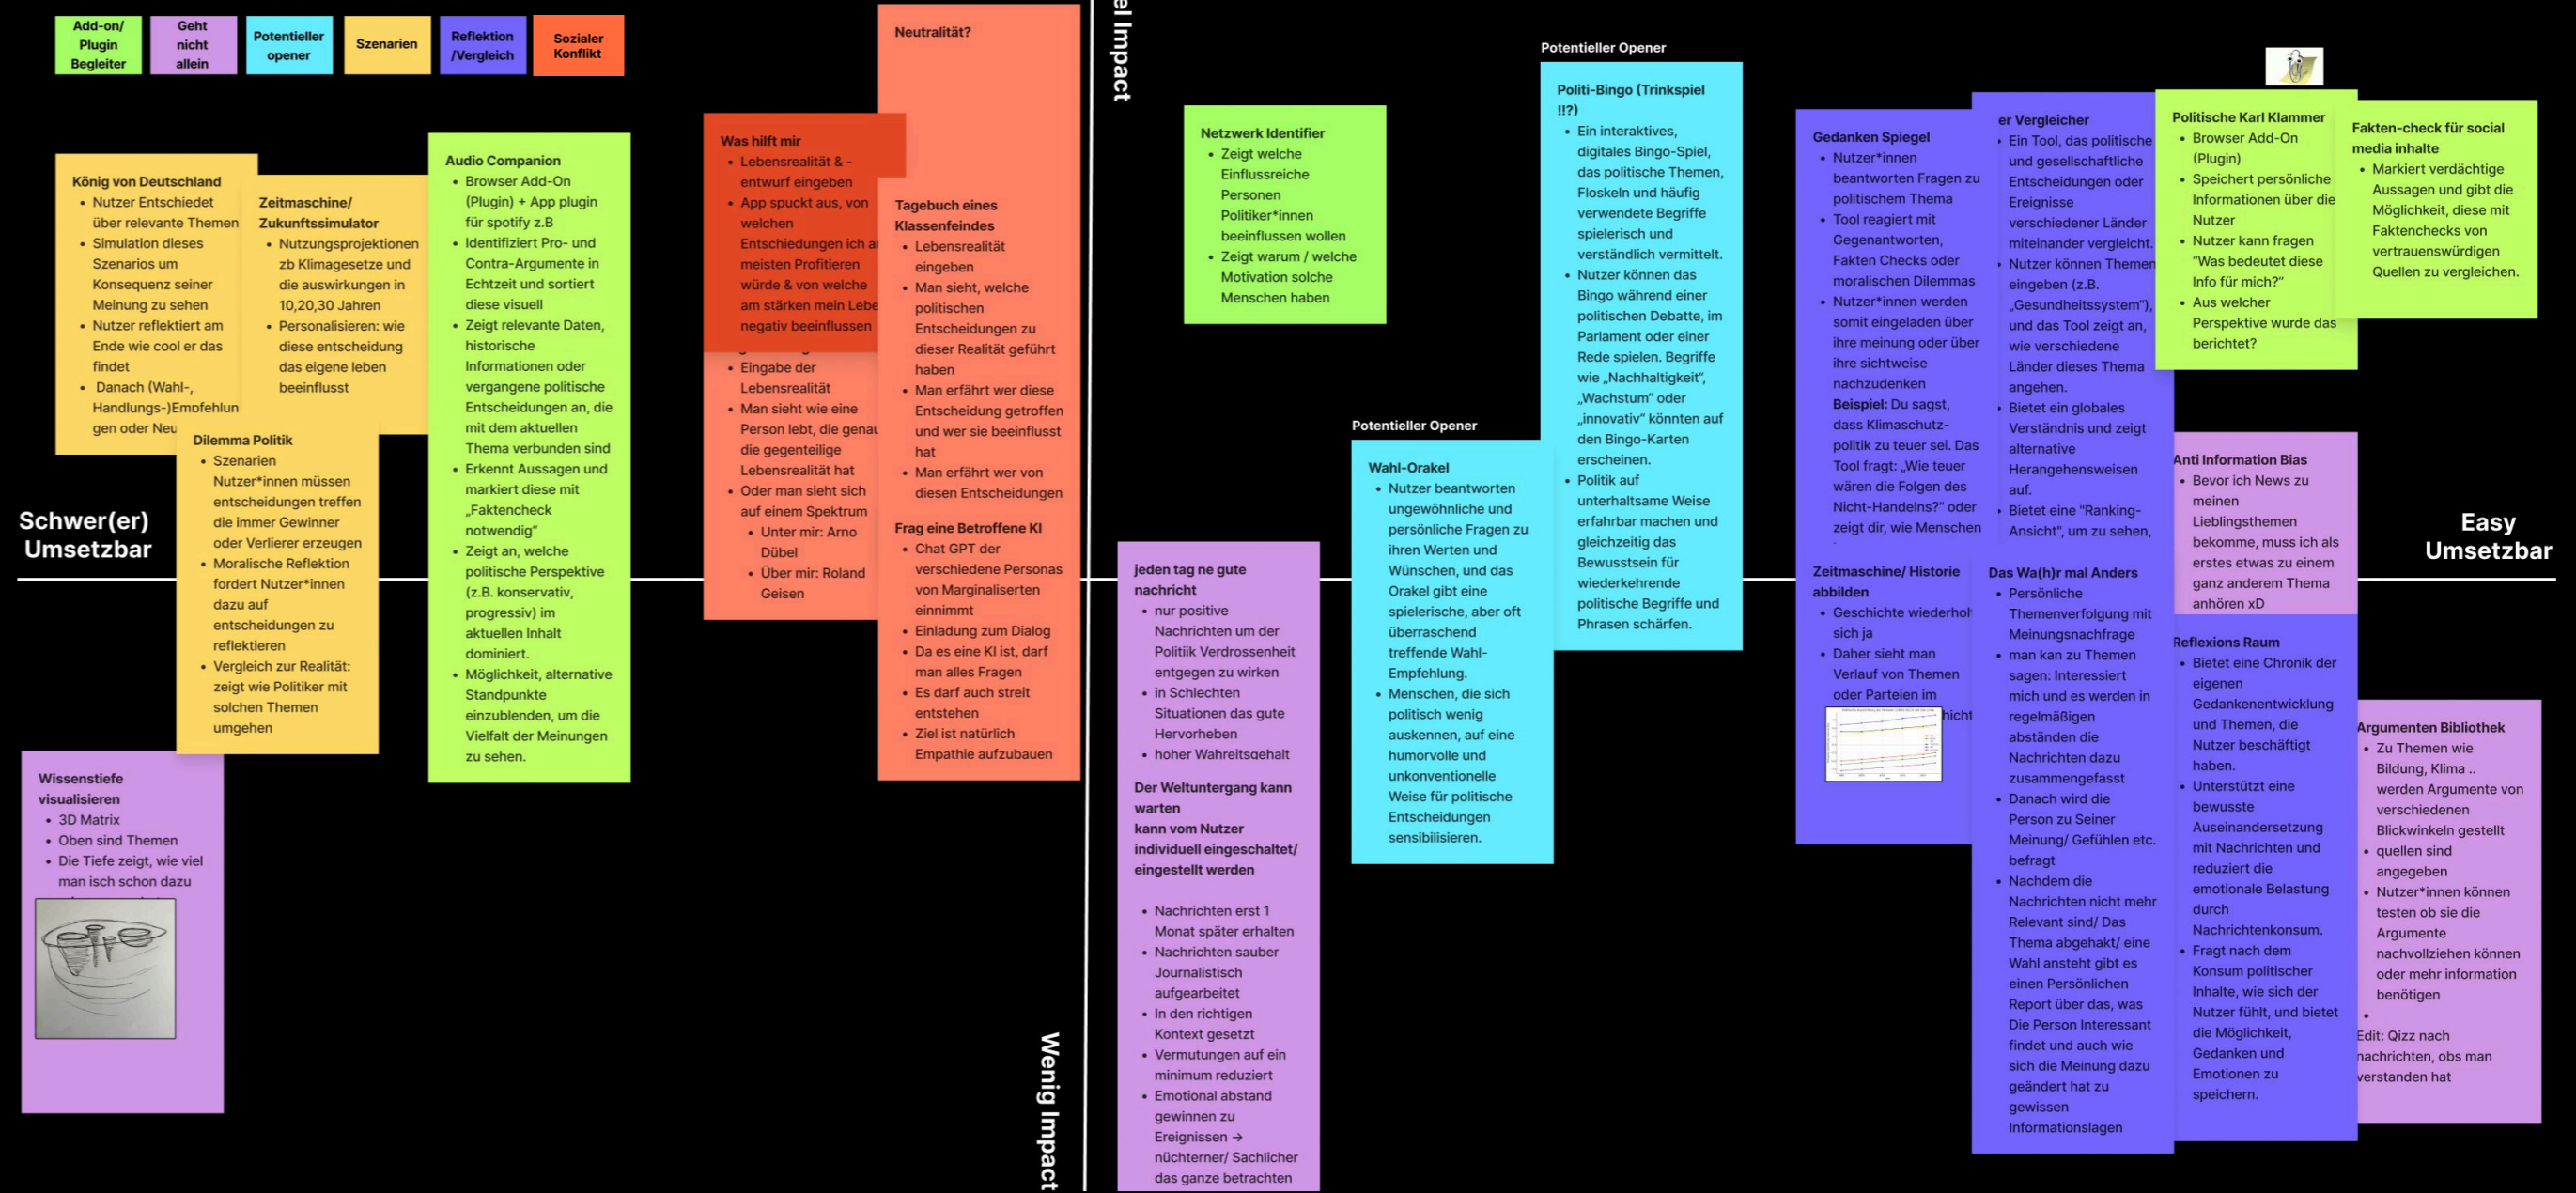 Add-on/
Plugin
Begleiter
Geht
nicht
allein
Potentieller
opener
Szenarien
Reflektion
/Vergleich
Sozialer
Konflikt
el Impact
Wenig Impact
Schwer(er)
Umsetzbar
Easy
Umsetzbar
König von Deutschland
• Nutzer Entschiedet
über relevante Themen
• Simulation dieses
Szenarios um
Konsequenz seiner
Meinung zu sehen
• Nutzer reflektiert am
Ende wie cool er das
findet
• Danach (Wahl-,
Handlungs-)Empfehlun
gen oder Neu
Zeitmaschine/
Zukunftssimulator
• Nutzungsprojektionen
zb Klimagesetze und
die auswirkungen in
10,20,30 Jahren
• Personalisieren: wie
diese entscheidung
das eigene leben
beeinflusst
Dilemma Politik
• Szenarien
Nutzer*innen müssen
entscheidungen treffen
die immer Gewinner
oder Verlierer erzeugen
• Moralische Reflektion
fordert Nutzer*innen
dazu auf
entscheidungen zu
reflektieren
• Vergleich zur Realität:
zeigt wie Politiker mit
solchen Themen
umgehen
Wissenstiefe
visualisieren
• 3D Matrix
• Oben sind Themen
• Die Tiefe zeigt, wie viel
man isch schon dazu
Audio Companion
• Browser Add-On
(Plugin) + App plugin
für spotify z.B
• Identifiziert Pro- und
Contra-Argumente in
Echtzeit und sortiert
diese visuell
• Zeigt relevante Daten,
historische
Informationen oder
vergangene politische
Entscheidungen an, die
mit dem aktuellen
Thema verbunden sind
• Erkennt Aussagen und
markiert diese mit
„Faktencheck
notwendig“
• Zeigt an, welche
politische Perspektive
(z.B. konservativ,
progressiv) im
aktuellen Inhalt
dominiert.
• Möglichkeit, alternative
Standpunkte
einzublenden, um die
Vielfalt der Meinungen
zu sehen.
Was hilft mir
• Lebensrealität & -
entwurf eingeben
• App spuckt aus, von
welchen
Entschiedungen ich a
meisten Profitieren
würde & von welche
am stärken mein Lebe
negativ beeinflussen
• Eingabe der
Lebensrealität
• Man sieht wie eine
Person lebt, die genau
die gegenteilige
Lebensrealität hat
• Oder man sieht sich
auf einem Spektrum
• Unter mir: Arno
Dübel
• Über mir: Roland
Geisen
Neutralität?
Tagebuch eines
Klassenfeindes
• Lebensrealität
eingeben
• Man sieht, welche
politischen
Entscheidungen zu
dieser Realität geführt
haben
• Man erfährt wer diese
Entscheidung getroffen
und wer sie beeinflusst
hat
• Man erfährt wer von
diesen Entscheidungen
Frag eine Betroffene KI
• Chat GPT der
verschiedene Personas
von Marginaliserten
einnimmt
• Einladung zum Dialog
• Da es eine KI ist, darf
man alles Fragen
• Es darf auch streit
entstehen
• Ziel ist natürlich
Empathie aufzubauen
Netzwerk Identifier
• Zeigt welche
Einflussreiche
Personen
Politiker*innen
beeinflussen wollen
• Zeigt warum / welche
Motivation solche
Menschen haben
jeden tag ne gute
nachricht
• nur positive
Nachrichten um der
Politiik Verdrossenheit
entgegen zu wirken
• in Schlechten
Situationen das gute
Hervorheben
• hoher Wahreitsgehalt
Der Weltuntergang kann
warten
kann vom Nutzer
individuell eingeschaltet/
eingestellt werden
• Nachrichten erst 1
Monat später erhalten
• Nachrichten sauber
Journalistisch
aufgearbeitet
• In den richtigen
Kontext gesetzt
• Vermutungen auf ein
minimum reduziert
• Emotional abstand
gewinnen zu
Ereignissen →
nüchterner/ Sachlicher
das ganze betrachten
Potentieller Opener
Wahl-Orakel
• Nutzer beantworten
ungewöhnliche und
persönliche Fragen zu
ihren Werten und
Wünschen, und das
Orakel gibt eine
spielerische, aber oft
überraschend
treffende Wahl-
Empfehlung.
• Menschen, die sich
politisch wenig
auskennen, auf eine
humorvolle und
unkonventionelle
Weise für politische
Entscheidungen
sensibilisieren.
Potentieller Opener
Politi-Bingo (Trinkspiel
!!?)
• Ein interaktives,
digitales Bingo-Spiel,
das politische Themen,
Floskeln und häufig
verwendete Begriffe
spielerisch und
verständlich vermittelt.
• Nutzer können das
Bingo während einer
politischen Debatte, im
Parlament oder einer
Rede spielen. Begriffe
wie „Nachhaltigkeit“,
„Wachstum“ oder
„innovativ“ könnten auf
den Bingo-Karten
erscheinen.
• Politik auf
unterhaltsame Weise
erfahrbar machen und
gleichzeitig das
Bewusstsein für
wiederkehrende
politische Begriffe und
Phrasen schärfen.
Gedanken Spiegel
• Nutzer*innen
beantworten Fragen zu
politischem Thema
• Tool reagiert mit
Gegenantworten,
Fakten Checks oder
moralischen Dilemmas
• Nutzer*innen werden
somit eingeladen über
ihre meinung oder über
ihre sichtweise
nachzudenken
Beispiel: Du sagst,
dass Klimaschutz-
politik zu teuer sei. Das
Tool fragt: „Wie teuer
wären die Folgen des
Nicht-Handelns?“ oder
zeigt dir, wie Menschen
Zeitmaschine/ Historie
abbilden
• Geschichte wiederhol
sich ja
• Daher sieht man
Verlauf von Themen
oder Parteien im
hicht
er Vergleicher
• Ein Tool, das politische
und gesellschaftliche
Entscheidungen oder
Ereignisse
verschiedener Länder
miteinander vergleicht.
• Nutzer können Themen
eingeben (z.B.
„Gesundheitssystem“),
und das Tool zeigt an,
wie verschiedene
Länder dieses Thema
angehen.
• Bietet ein globales
Verständnis und zeigt
alternative
Herangehensweisen
auf.
• Bietet eine "Ranking-
Ansicht", um zu sehen,
Das Wa(h)r mal Anders
• Persönliche
Themenverfolgung mit
Meinungsnachfrage
• man kan zu Themen
sagen: Interessiert
mich und es werden in
regelmäßigen
abständen die
Nachrichten dazu
zusammengefasst
• Danach wird die
Person zu Seiner
Meinung/ Gefühlen etc.
befragt
• Nachdem die
Nachrichten nicht mehr
Relevant sind/ Das
Thema abgehakt/ eine
Wahl ansteht gibt es
einen Persönlichen
Report über das, was
Die Person Interessant
findet und auch wie
sich die Meinung dazu
geändert hat zu
gewissen
Informationslagen
Politische Karl Klammer
• Browser Add-On
(Plugin)
• Speichert persönliche
Informationen über die
Nutzer
• Nutzer kann fragen
"Was bedeutet diese
Info für mich?"
• Aus welcher
Perspektive wurde das
berichtet?
Fakten-check für social
media inhalte
• Markiert verdächtige
Aussagen und gibt die
Möglichkeit, diese mit
Faktenchecks von
vertrauenswürdigen
Quellen zu vergleichen.
Anti Information Bias
• Bevor ich News zu
meinen
Lieblingsthemen
bekomme, muss ich als
erstes etwas zu einem
ganz anderem Thema
anhören xD
Reflexions Raum
• Bietet eine Chronik der
eigenen
Gedankenentwicklung
und Themen, die
Nutzer beschäftigt
haben.
• Unterstützt eine
bewusste
Auseinandersetzung
mit Nachrichten und
reduziert die
emotionale Belastung
durch
Nachrichtenkonsum.
• Fragt nach dem
Konsum politischer
Inhalte, wie sich der
Nutzer fühlt, und bietet
die Möglichkeit,
Gedanken und
Emotionen zu
speichern.
Argumenten Bibliothek
• Zu Themen wie
Bildung, Klima ..
werden Argumente von
verschiedenen
Blickwinkeln gestellt
• quellen sind
angegeben
• Nutzer*innen können
testen ob sie die
Argumente
nachvollziehen können
oder mehr information
benötigen
•
Edit: Qizz nach
nachrichten, obs man
verstanden hat